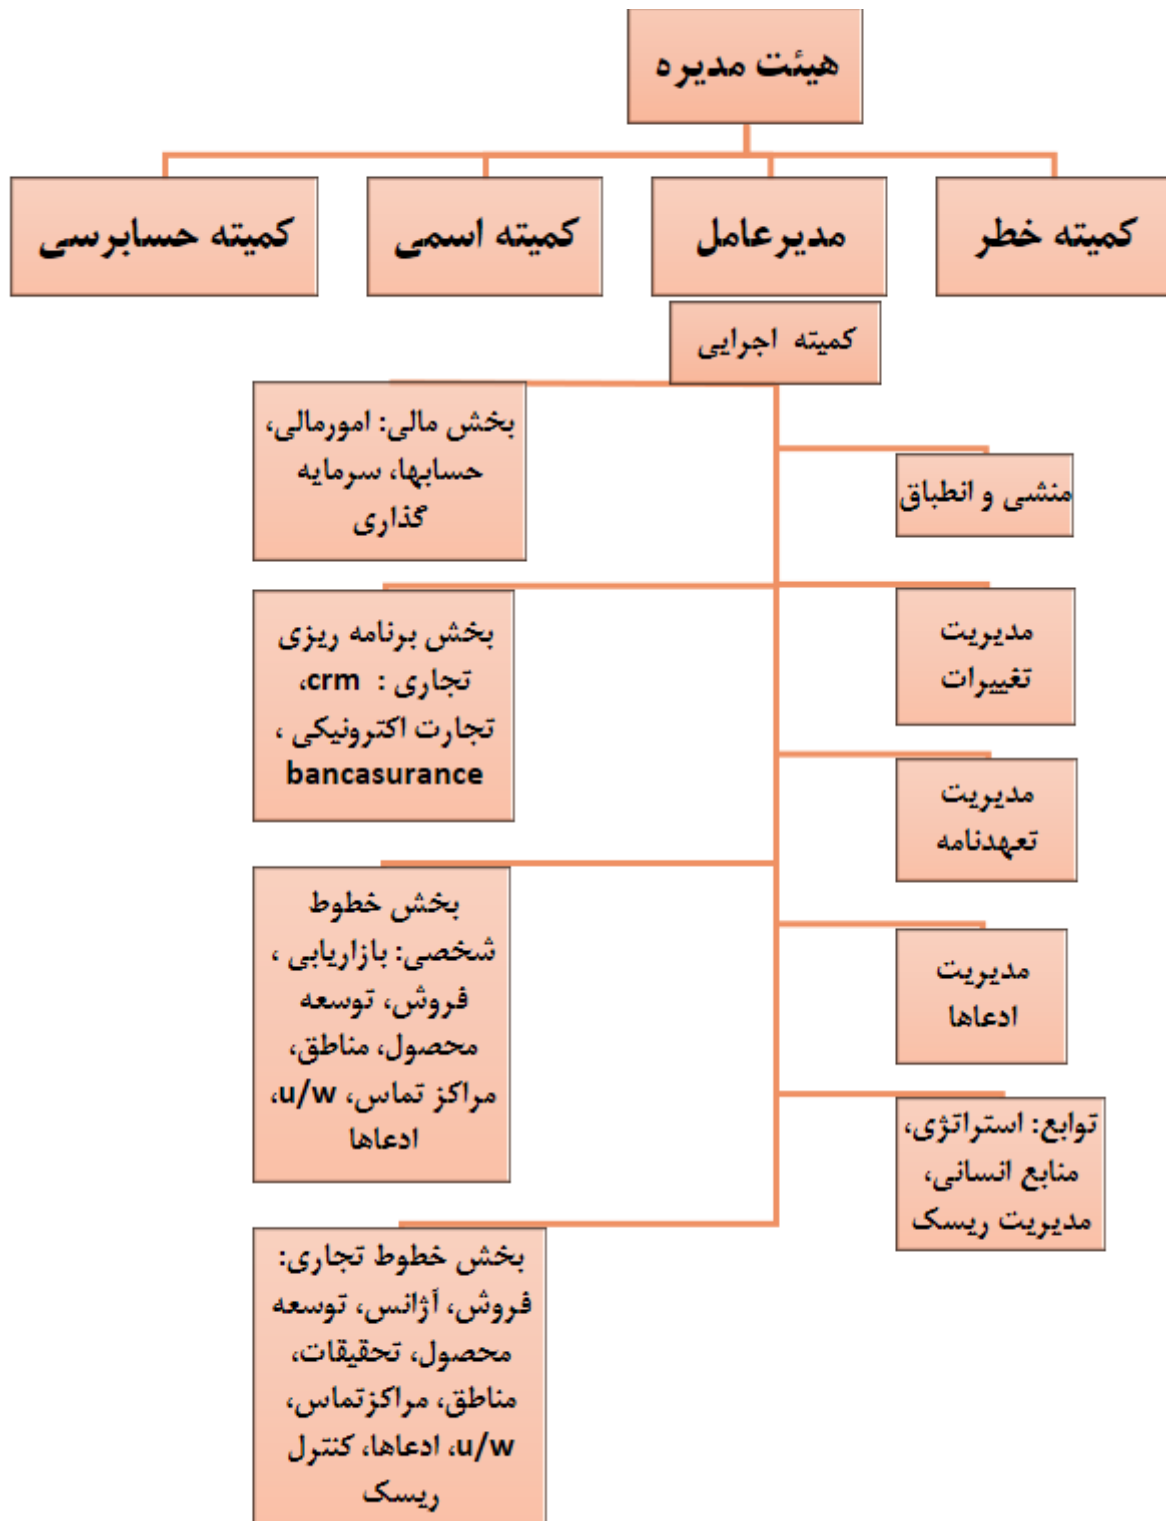 هیئت مدیره
کمیته خطر
مدیرعامل
کمیته اسمی
کمیته حسابرسی
کمیته اجرایی
بخش مالی: امورمالی،
حسابها، سرمایه
گذاری
منشی و انطباق
بخش برنامه ریزی
تجاری : crm،
تجارت اکترونیکی ،
bancasurance
مدیریت
تغییرات
مدیریت
تعهدنامه
بخش خطوط
شخصی: بازاریابی ،
فروش، توسعه
محصول، مناطق،
مراکز تماس، u/w،
ادعاها
مدیریت
ادعاها
توابع: استراتژی،
منابع انسانی،
مدیریت ریسک
بخش خطوط تجاری:
فروش، آژانس، توسعه
محصول، تحقیقات،
مناطق، مراکزتماس،
u/w، ادعاها، کنترل
ریسک